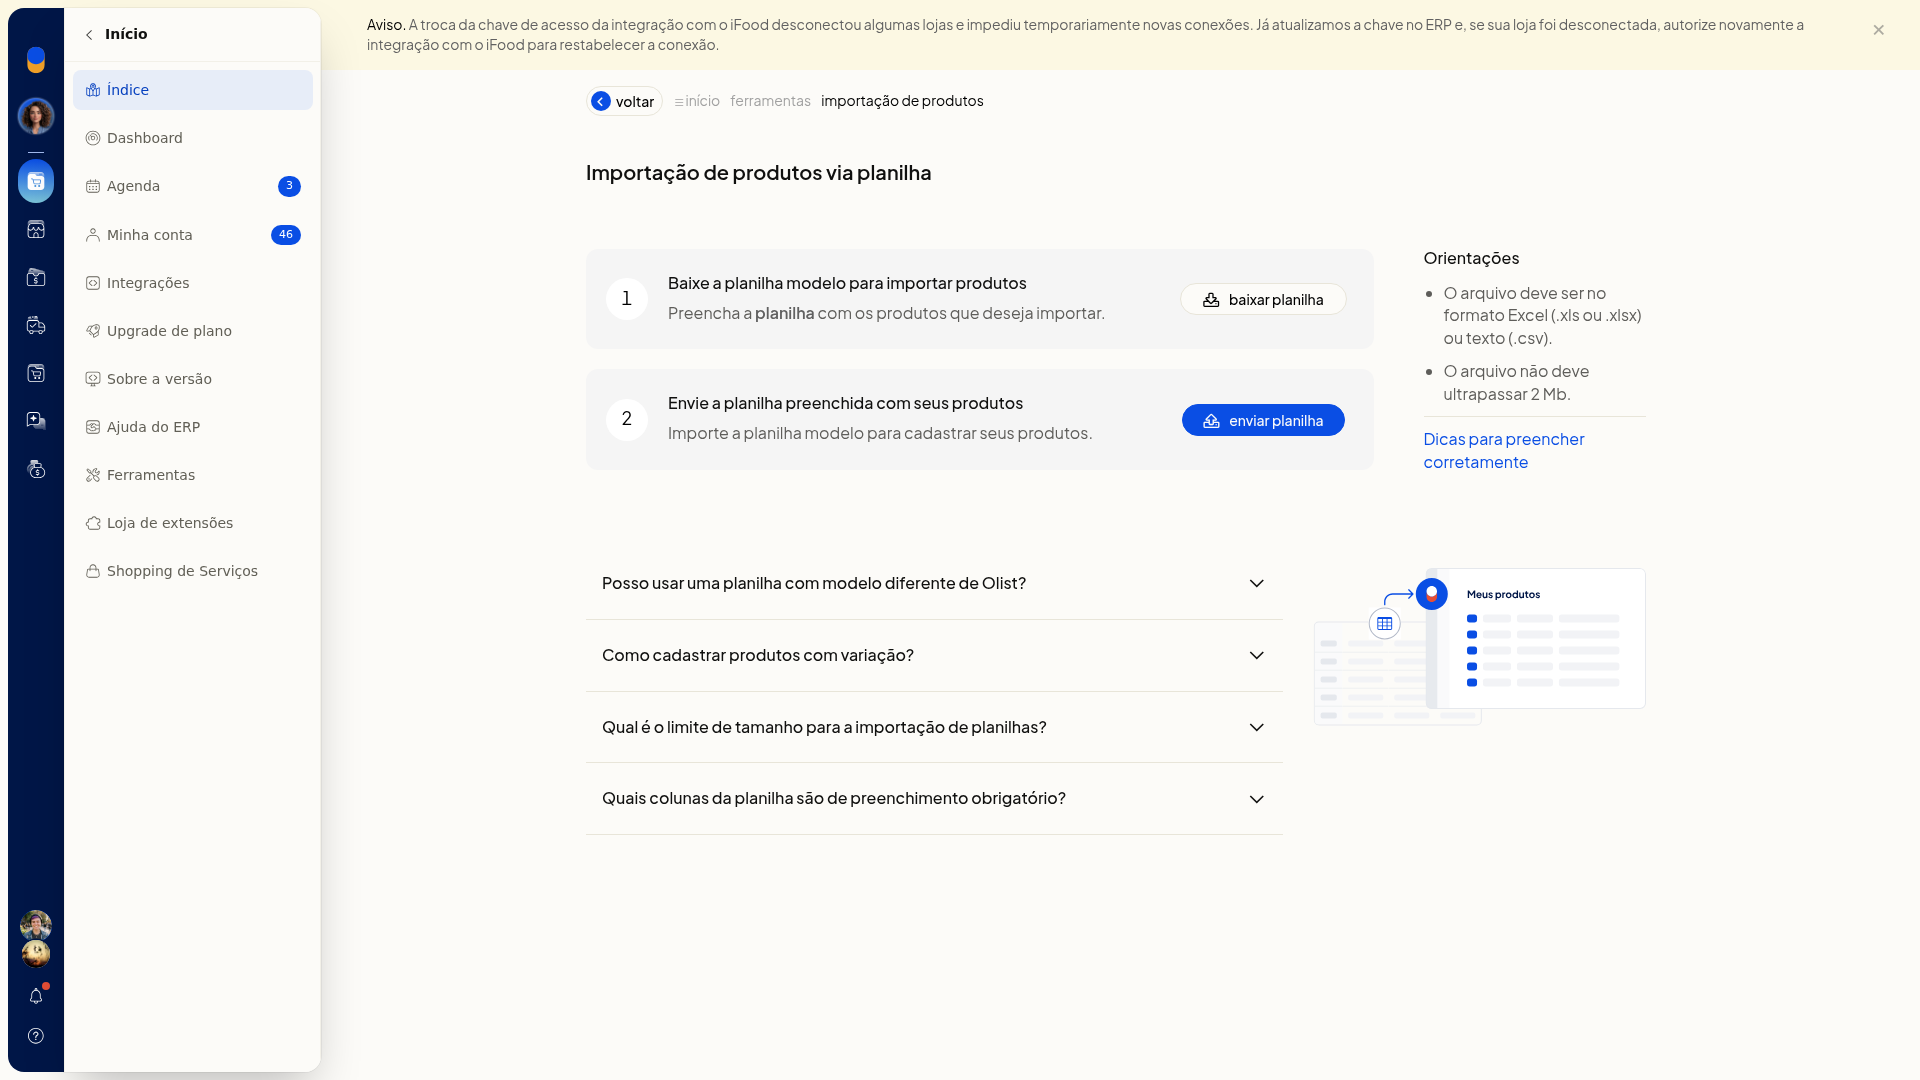 Início
Índice
Dashboard
Agenda
3
Minha conta
46
Integrações
Upgrade de plano
Sobre a versão
Ajuda do ERP
Ferramentas
Loja de extensões
Shopping de Serviços
Aviso. A troca da chave de acesso da integração com o iFood desconectou algumas lojas e impediu temporariamente novas conexões. Já atualizamos a chave no ERP e, se sua loja foi desconectada, autorize novamente a
integração com o iFood para restabelecer a conexão.
voltar
início ferramentas importação de produtos
Importação de produtos via planilha
1
Baixe a planilha modelo para importar produtos
Preencha a planilha com os produtos que deseja importar.
baixar planilha
2
Envie a planilha preenchida com seus produtos
Importe a planilha modelo para cadastrar seus produtos.
enviar planilha
Orientações
• O arquivo deve ser no
formato Excel (.xls ou .xlsx)
ou texto (.csv).
• O arquivo não deve
ultrapassar 2 Mb.
Dicas para preencher
corretamente
Posso usar uma planilha com modelo diferente de Olist?
Como cadastrar produtos com variação?
Qual é o limite de tamanho para a importação de planilhas?
Quais colunas da planilha são de preenchimento obrigatório?
Meus produtos